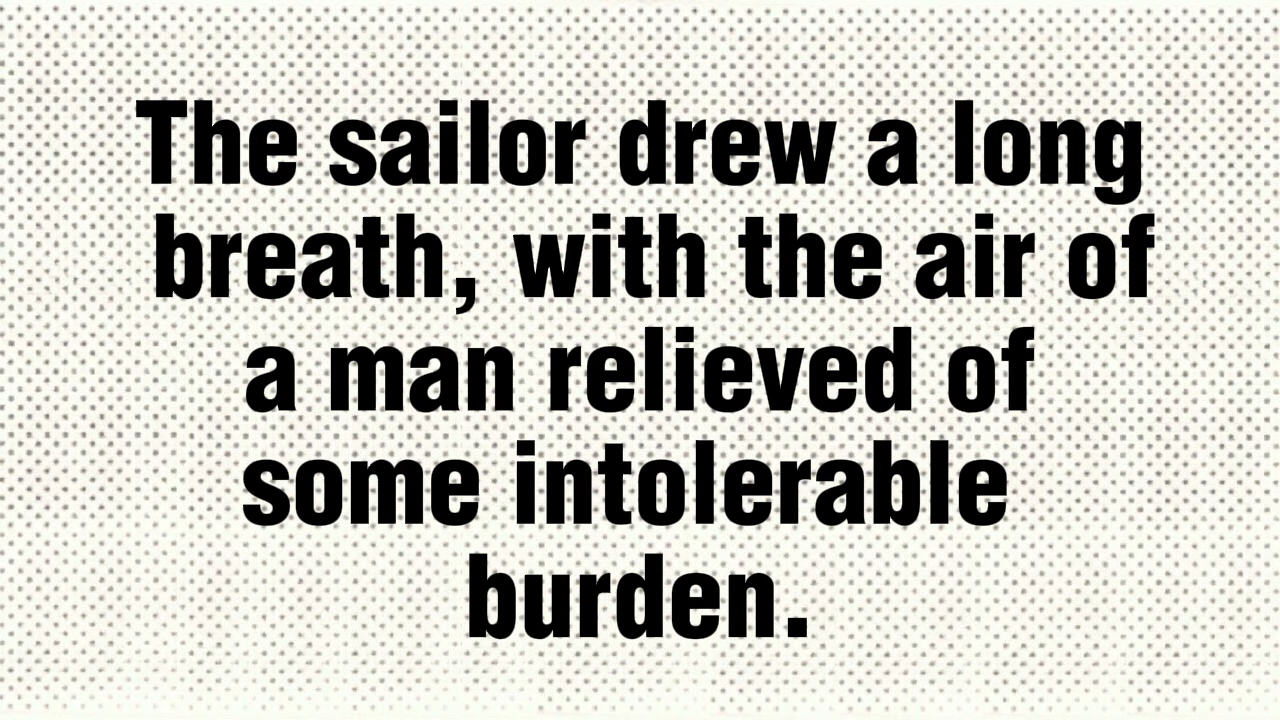 The sailor drew a long
breath, with the air of
a man relieved of
some intolerable
burden.